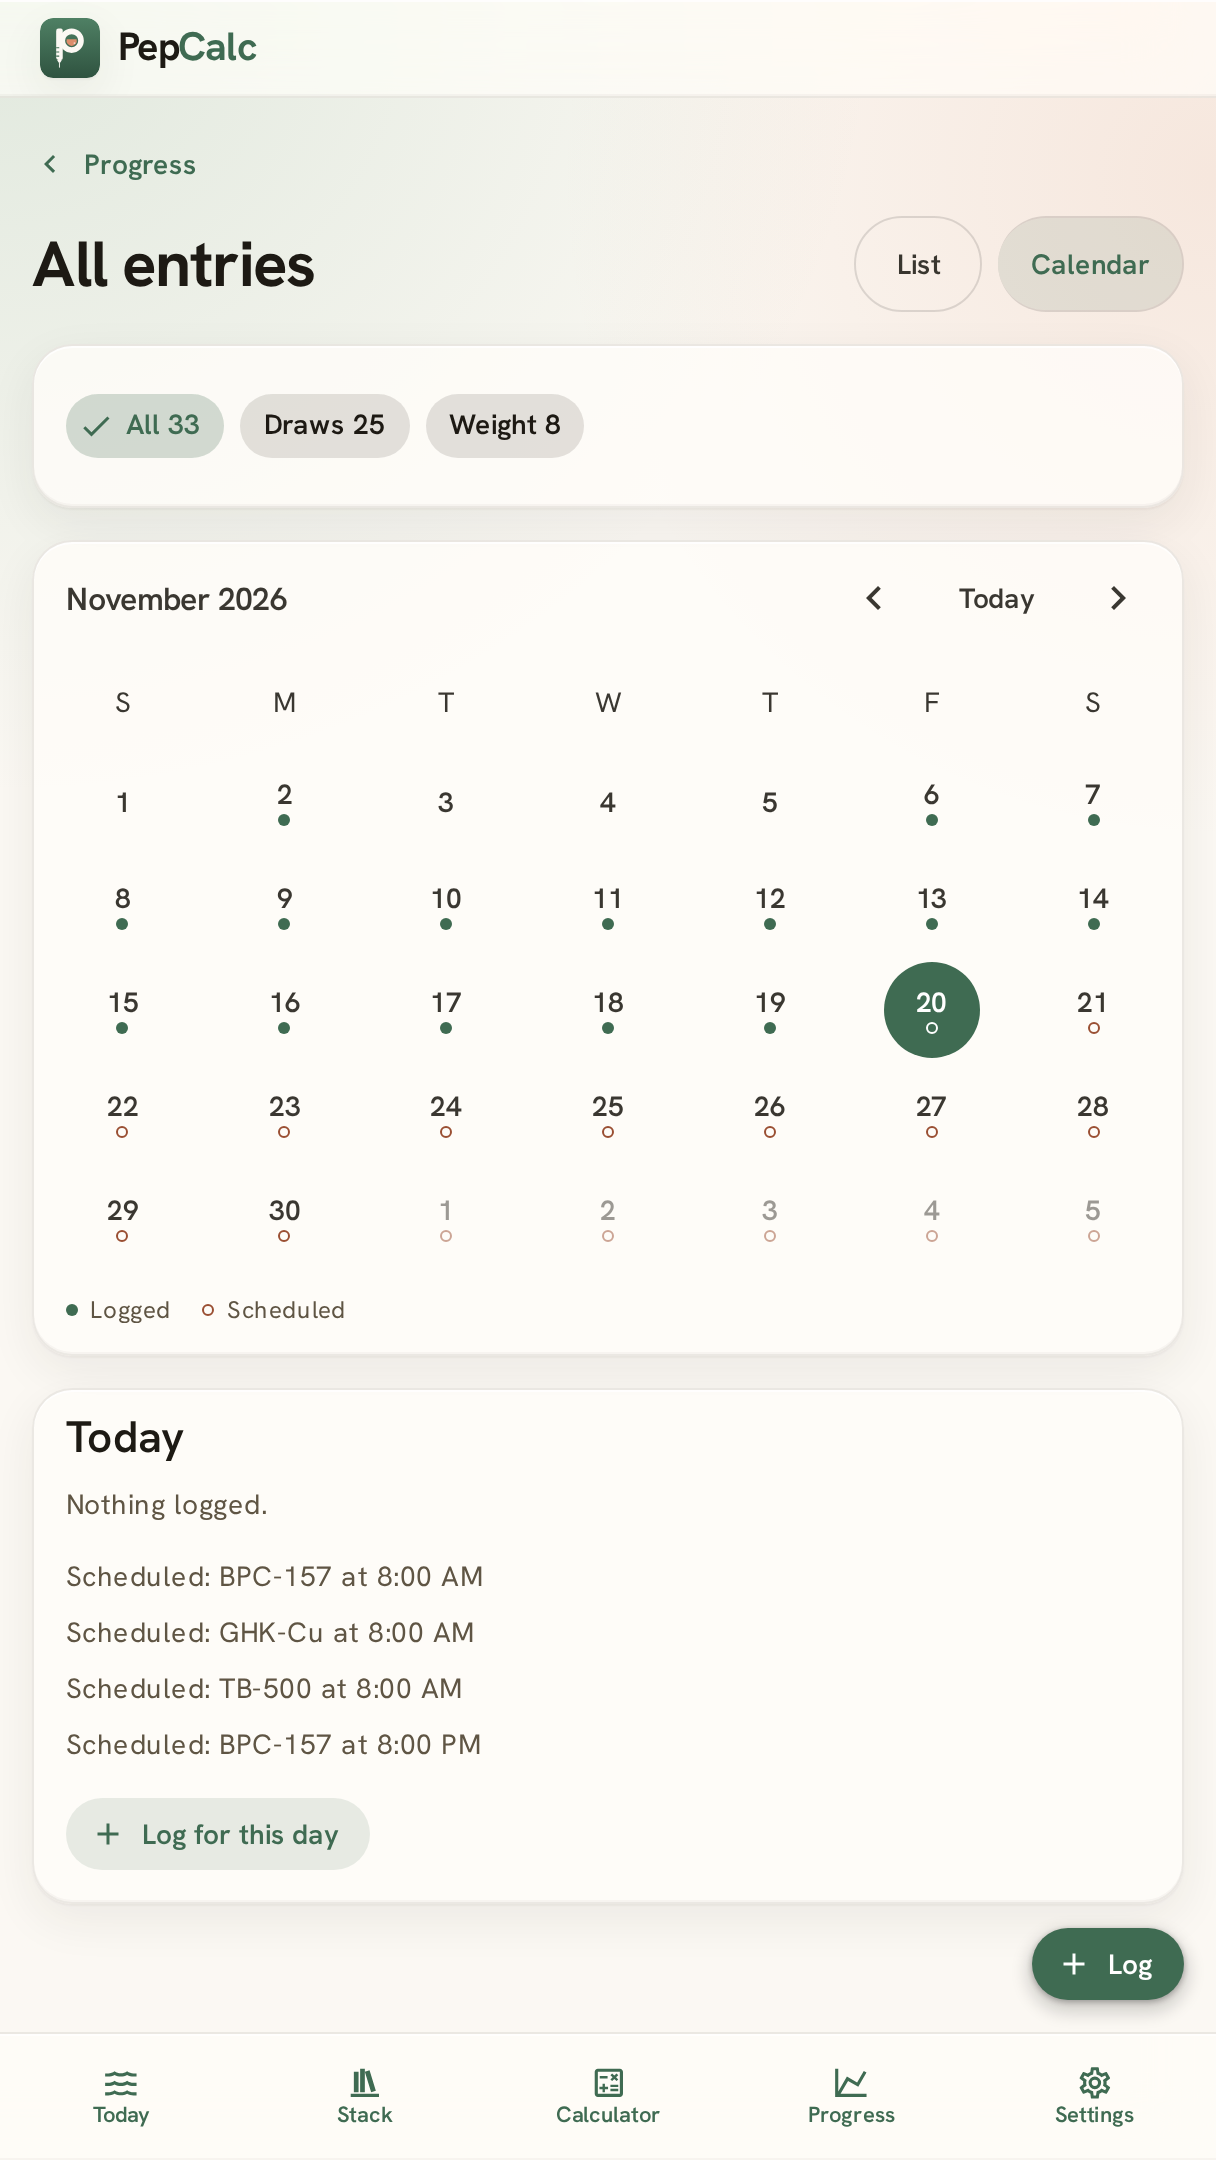 PepCalc
Progress
All entries
List
Calendar
All 33
Draws 25
Weight 8
November 2026
Today
S M T W T F S
1 2 3 4 5 6 7
8 9 10 11 12 13 14
15 16 17 18 19 20 21
22 23 24 25 26 27 28
29 30 1 2 3 4 5
Logged
Scheduled
Today
Nothing logged.
Scheduled: BPC-157 at 8:00 AM
Scheduled: GHK-Cu at 8:00 AM
Scheduled: TB-500 at 8:00 AM
Scheduled: BPC-157 at 8:00 PM
Log for this day
Log
Today
Stack
Calculator
Progress
Settings